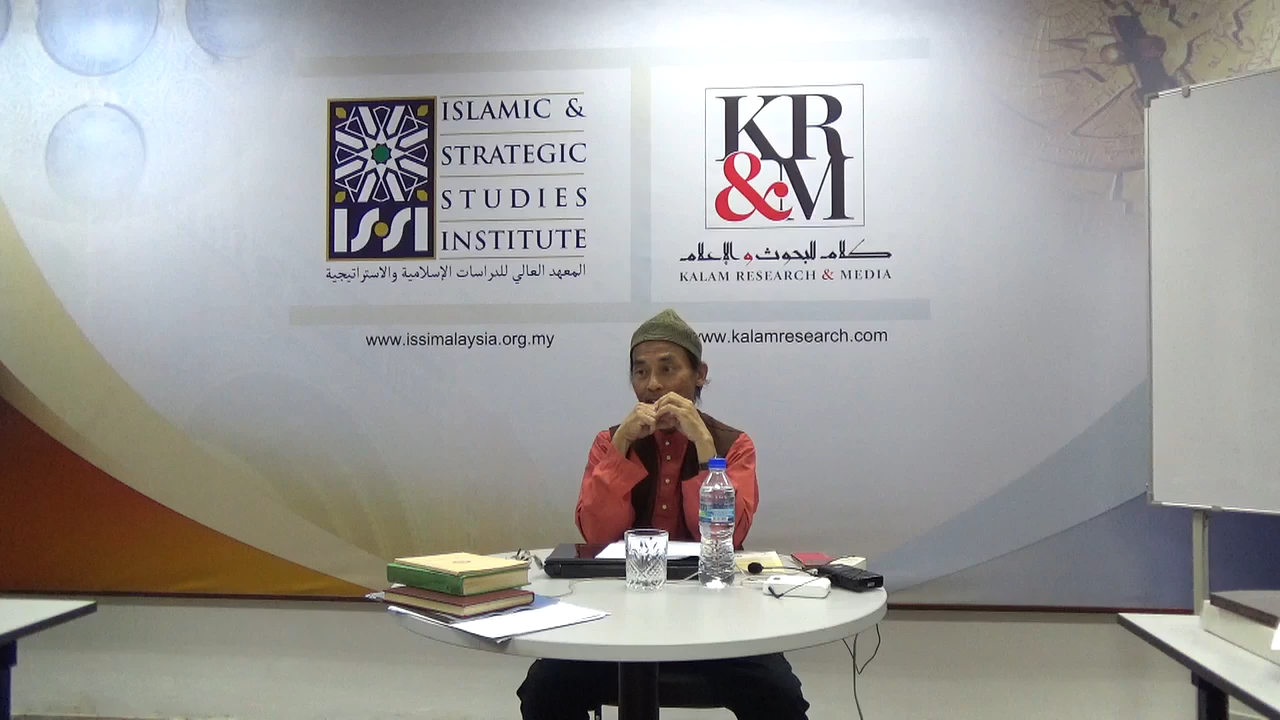 ISLAMIC &
STRATEGIC
STUDIES
INSTITUTE
ISSI
المعهد العالي للدراسات الإسلامية والاستراتيجية
www.issimalaysia.org.my
KR
&M
كلام للبحوث والإعلام
KALAM RESEARCH & MEDIA
www.kalamresearch.com